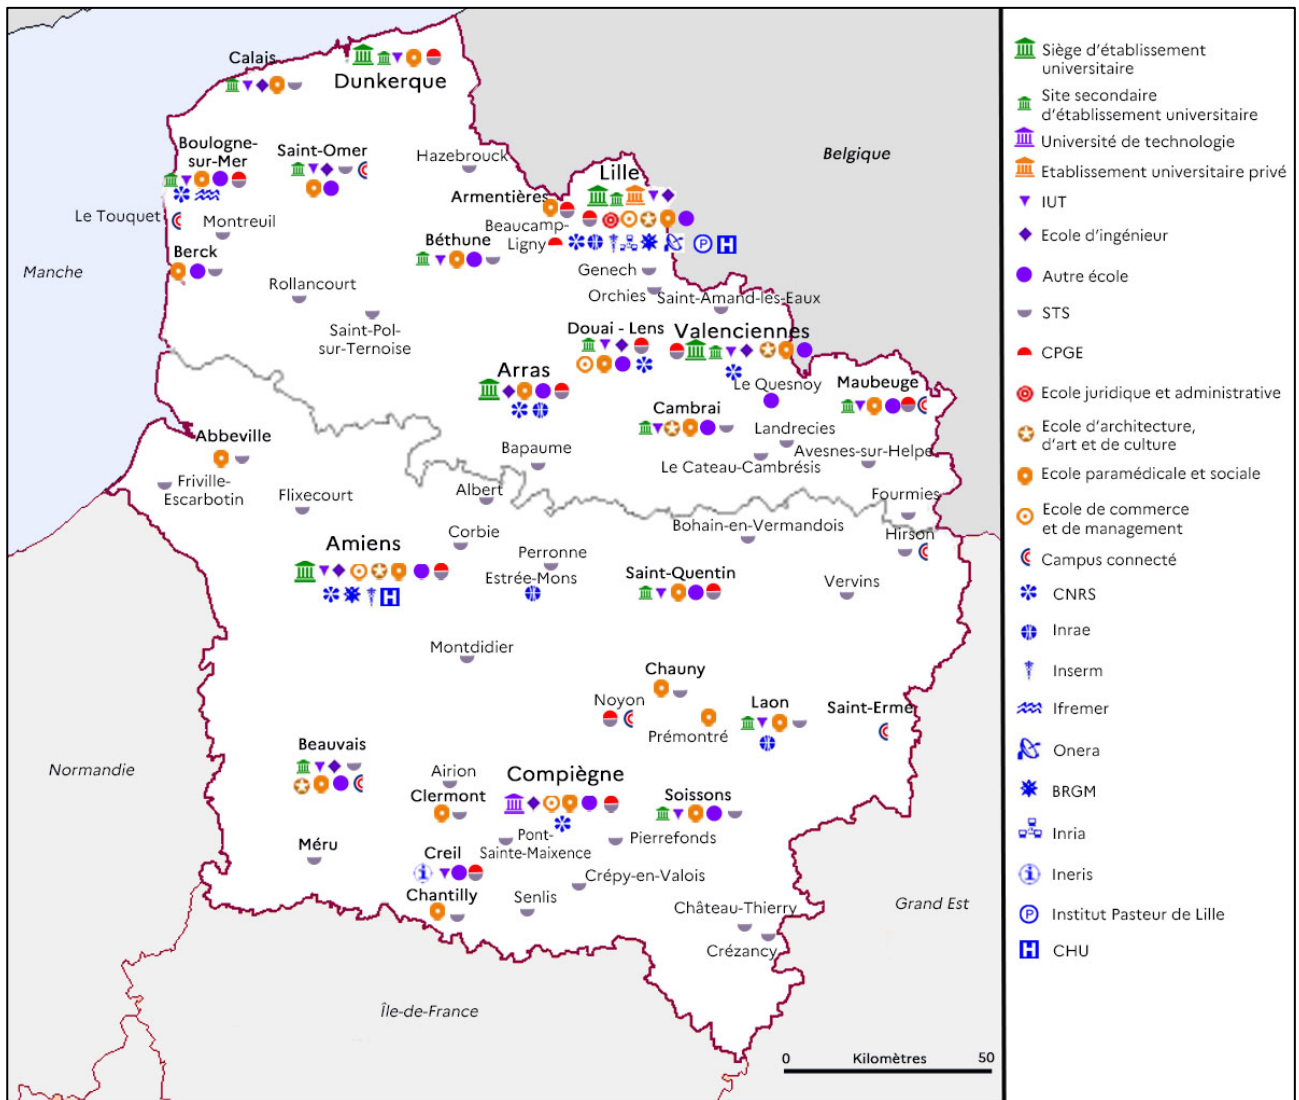 Calais
Dunkerque
Boulogne-
sur-Mer
Saint-Omer
Hazebrouck
Belgique
Lille
Armentières
Le Touquet
Montreuil
Beaucamp-
Ligny
Béthune
Berck
Manche
Genech
Rollancourt
Orchies
Saint-Amand-les-Eaux
Saint-Pol-
sur-Ternoise
Douai - Lens
Valenciennes
Arras
Le Quesnoy
Maubeuge
Cambrai
Landrecies
Abbeville
Bapaume
Avesnes-sur-Helpe
Le Cateau-Cambrésis
Friville-
Escarbotin
Flixecourt
Albert
Fourmies
Bohain-en-Vermandois
Corbie
Hirson
Amiens
Perronne
Estrée-Mons
Saint-Quentin
Vervins
Montdidier
Chauny
Noyon
Laon
Saint-Erme
Prémontré
Beauvais
Normandie
Airion
Compiègne
Clermont
Soissons
Pont-
Sainte-Maixence
Pierrefonds
Méru
Creil
Crépy-en-Valois
Chantilly
Senlis
Château-Thierry
Grand Est
Crézancy
Île-de-France
0 Kilomètres 50
Siège d'établissement
universitaire
Site secondaire
d'établissement universitaire
Université de technologie
Etablissement universitaire privé
IUT
Ecole d'ingénieur
Autre école
STS
CPGE
Ecole juridique et administrative
Ecole d'architecture,
d'art et de culture
Ecole paramédicale et sociale
Ecole de commerce
et de management
Campus connecté
CNRS
Inrae
Inserm
Ifremer
Onera
BRGM
Inria
Ineris
P Institut Pasteur de Lille
H CHU